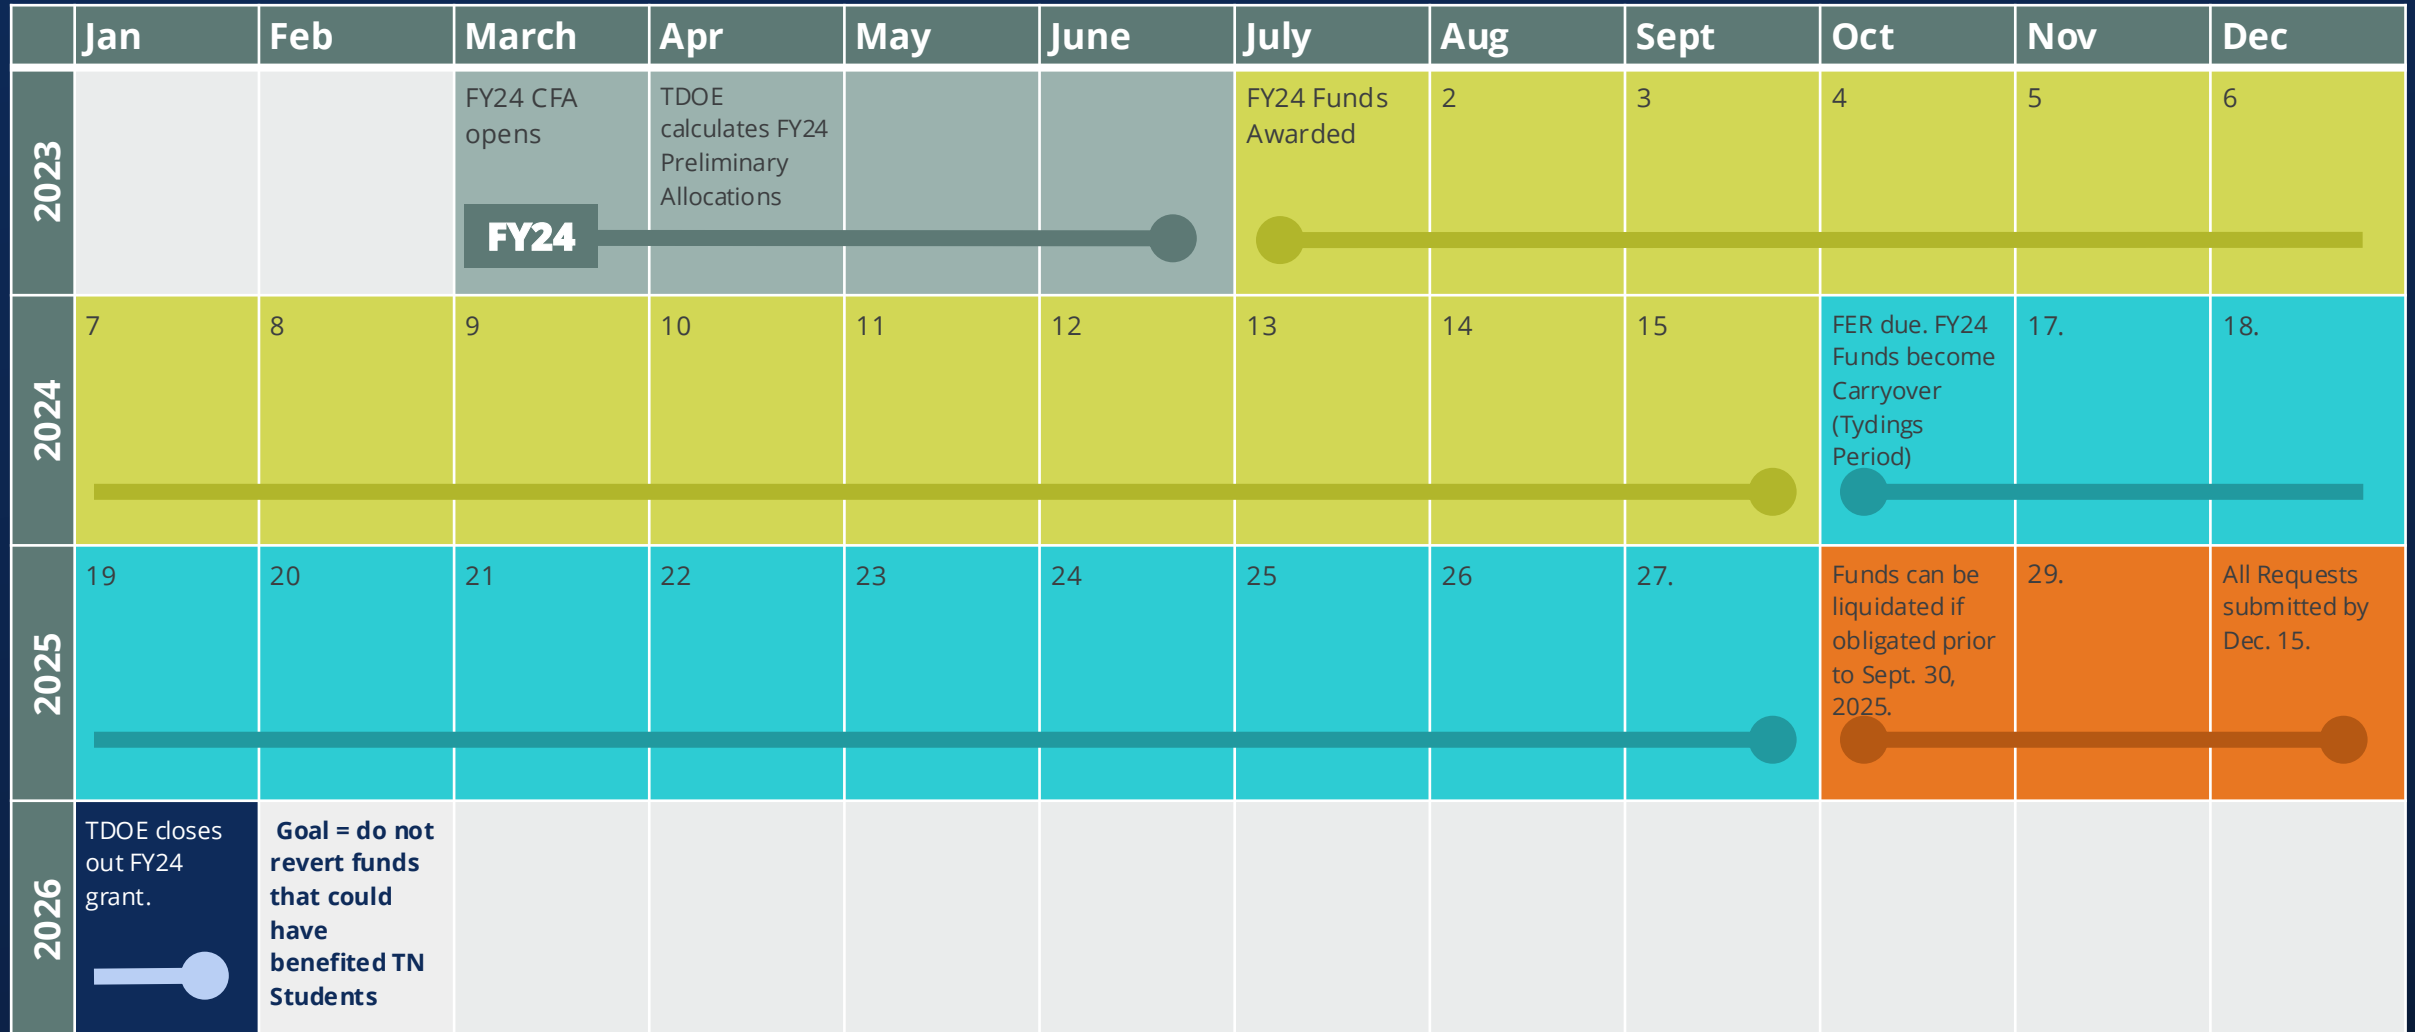 Jan
Feb
March
Apr
May
June
July
Aug
Sept
Oct
Nov
Dec
2023
FY24 CFA
opens
TDOE
calculates FY24
Preliminary
Allocations
FY24
FY24 Funds
Awarded
2
3
4
5
6
2024
7
8
9
10
11
12
13
14
15
FER due. FY24
Funds become
Carryover
(Tydings
Period)
17.
18.
2025
19
20
21
22
23
24
25
26
27.
Funds can be
liquidated if
obligated prior
to Sept. 30,
2025.
29.
All Requests
submitted by
Dec. 15.
2026
TDOE closes
out FY24
grant.
Goal = do not
revert funds
that could
have
benefited TN
Students